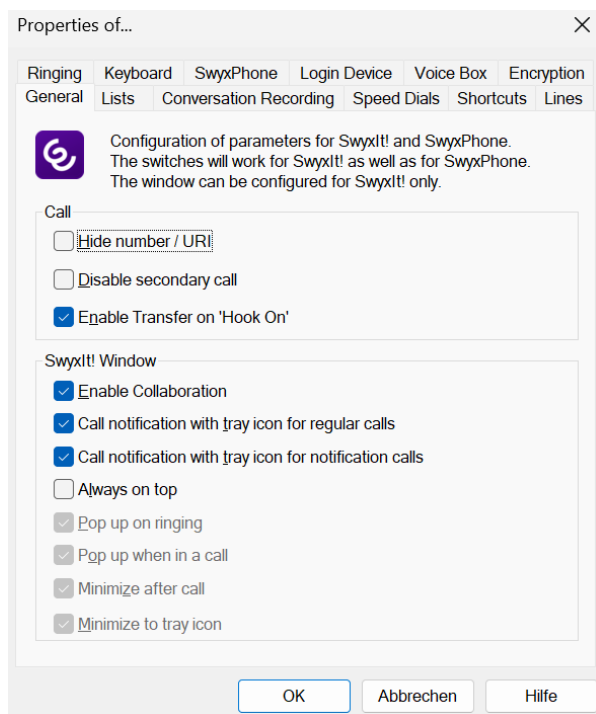 Properties of...
Ringing Keyboard SwyxPhone Login Device Voice Box Encryption
General Lists Conversation Recording Speed Dials Shortcuts Lines
Configuration of parameters for SwyxIt! and SwyxPhone.
The switches will work for SwyxIt! as well as for SwyxPhone.
The window can be configured for SwyxIt! only.
Call
Hide number / URI
Disable secondary call
Enable Transfer on 'Hook On'
SwyxIt! Window
Enable Collaboration
Call notification with tray icon for regular calls
Call notification with tray icon for notification calls
Always on top
Pop up on ringing
Pop up when in a call
Minimize after call
Minimize to tray icon
OK Abbrechen Hilfe